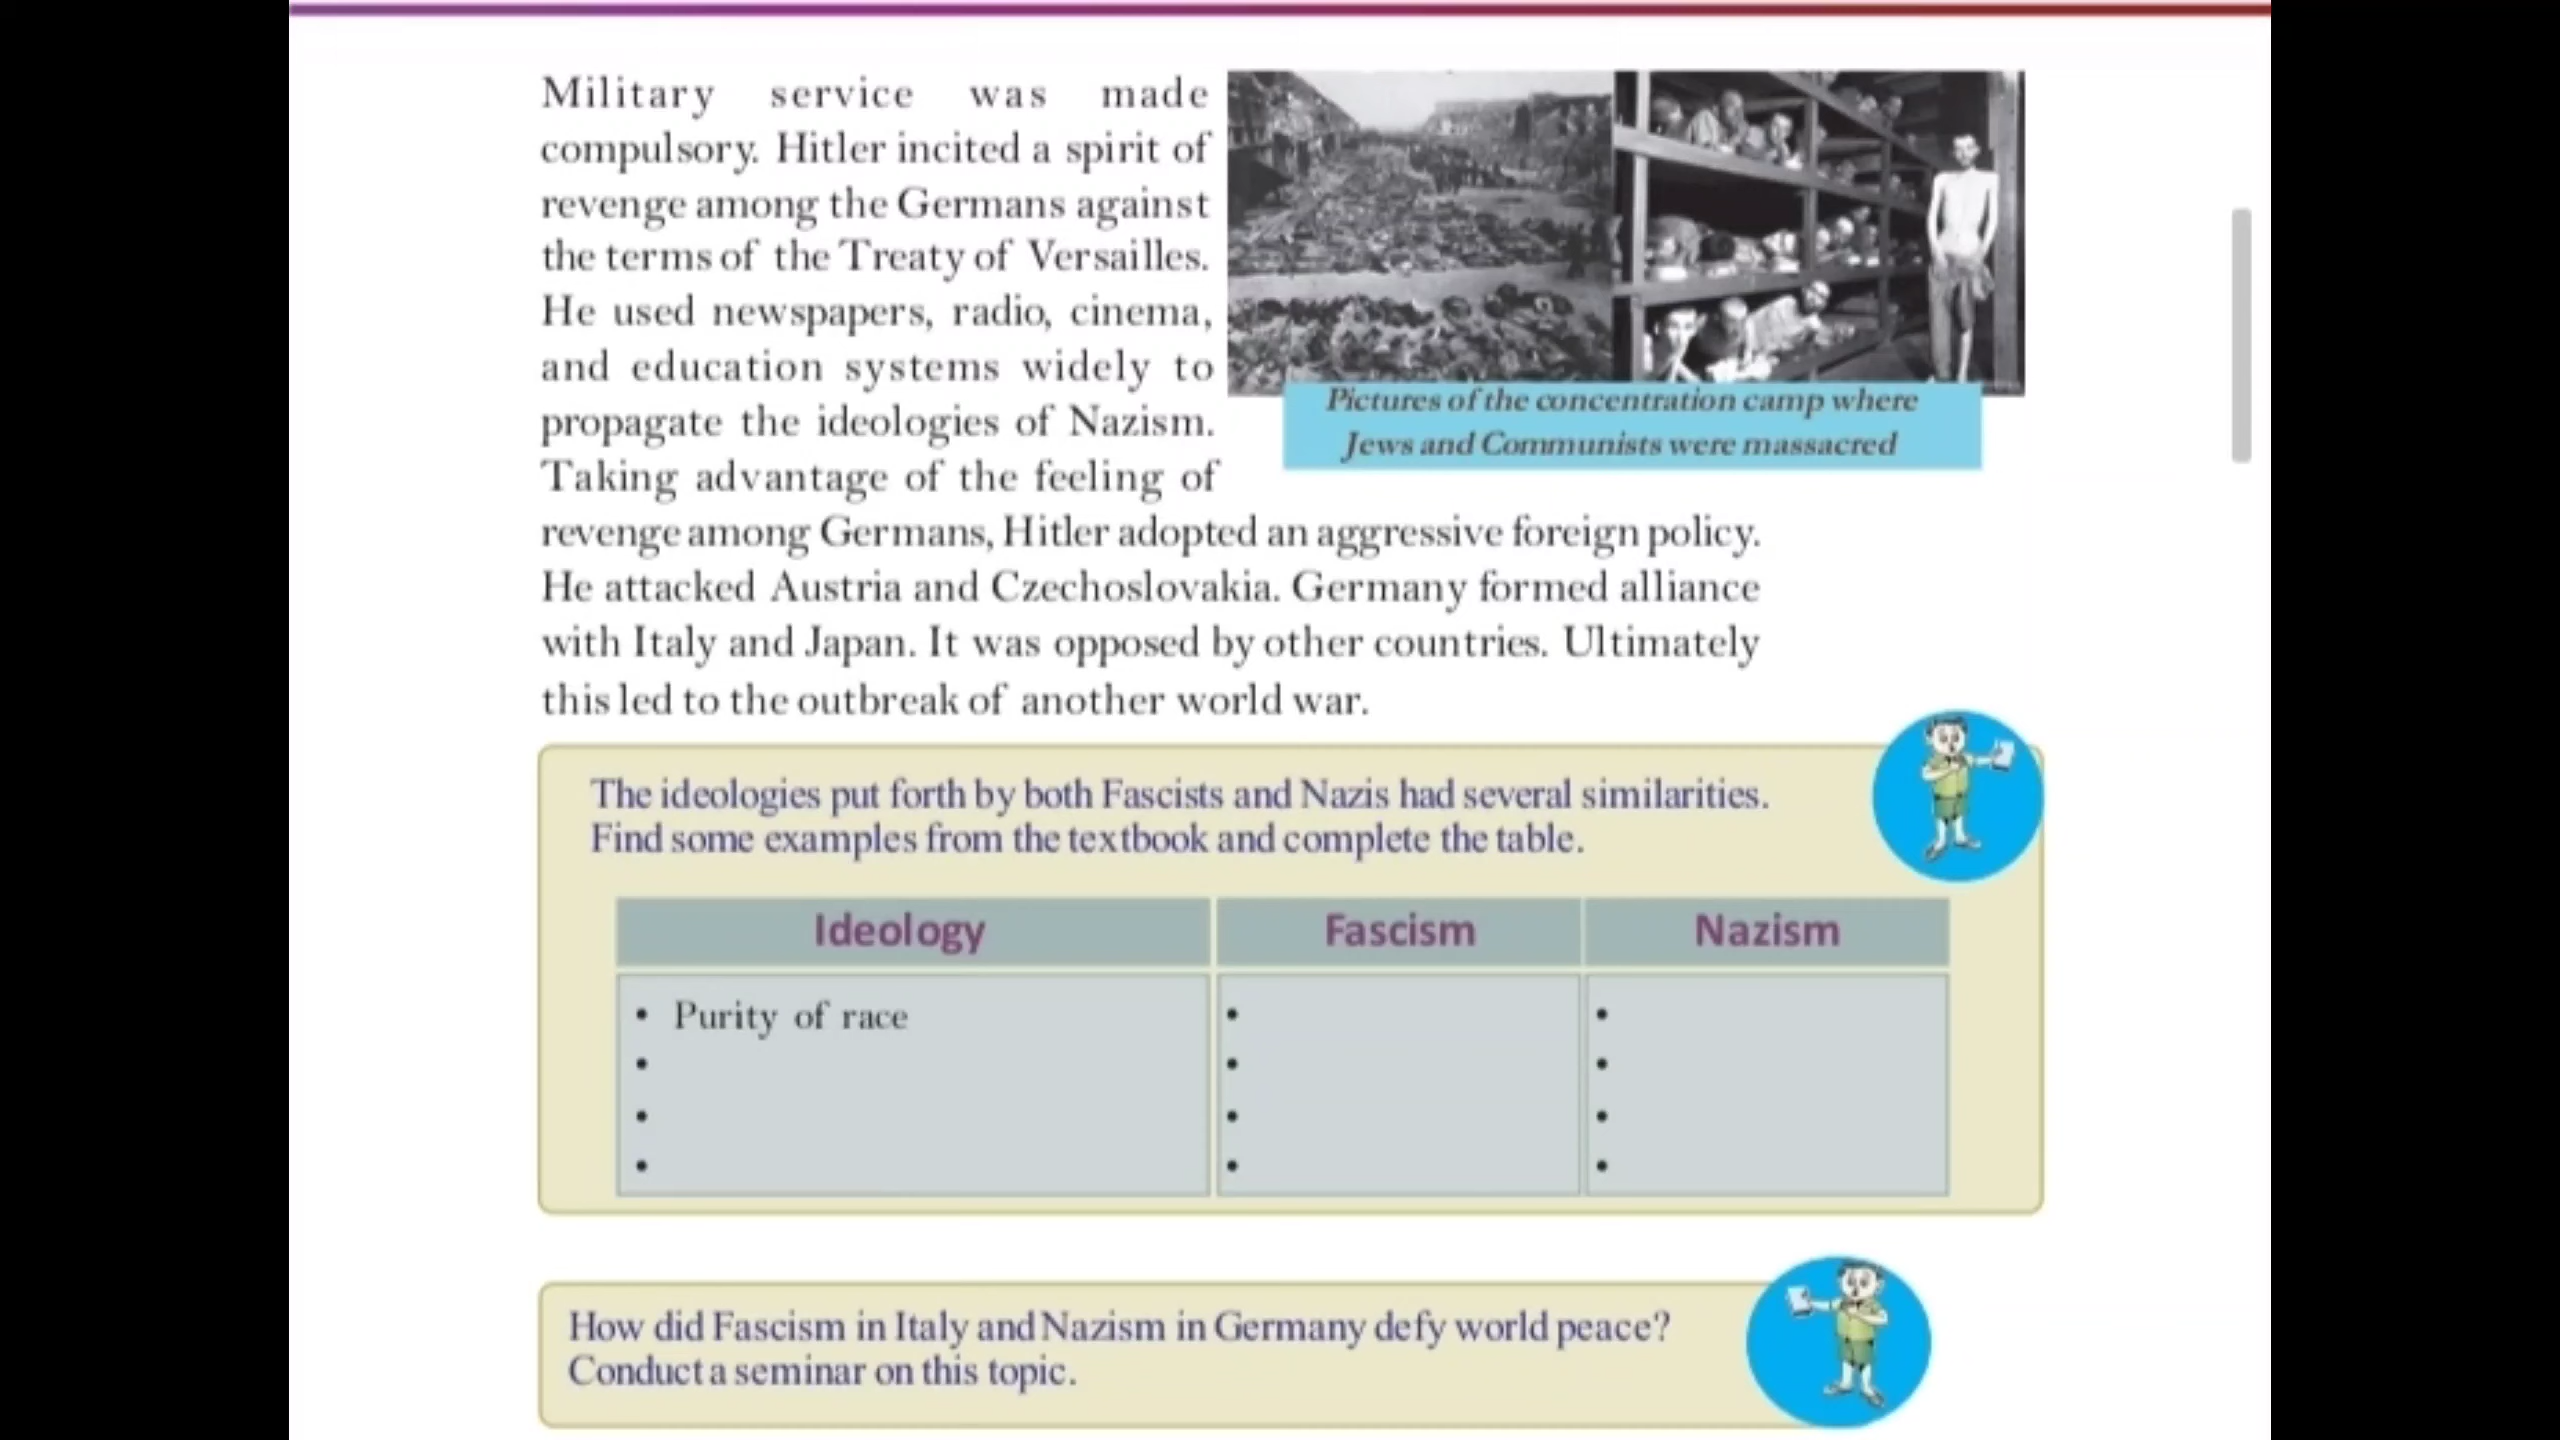 Military service was made
compulsory. Hitler incited a spirit of
revenge among the Germans against
the terms of the Treaty of Versailles.
He used newspapers, radio, cinema,
and education systems widely to
propagate the ideologies of Nazism.
Taking advantage of the feeling of
revenge among Germans, Hitler adopted an aggressive foreign policy.
He attacked Austria and Czechoslovakia. Germany formed alliance
with Italy and Japan. It was opposed by other countries. Ultimately
this led to the outbreak of another world war.
Pictures of the concentration camp where
Jews and Communists were massacred
The ideologies put forth by both Fascists and Nazis had several similarities.
Find some examples from the textbook and complete the table.
Ideology Fascism Nazism
• Purity of race • •
• • •
• • •
• • •
How did Fascism in Italy and Nazism in Germany defy world peace?
Conduct a seminar on this topic.